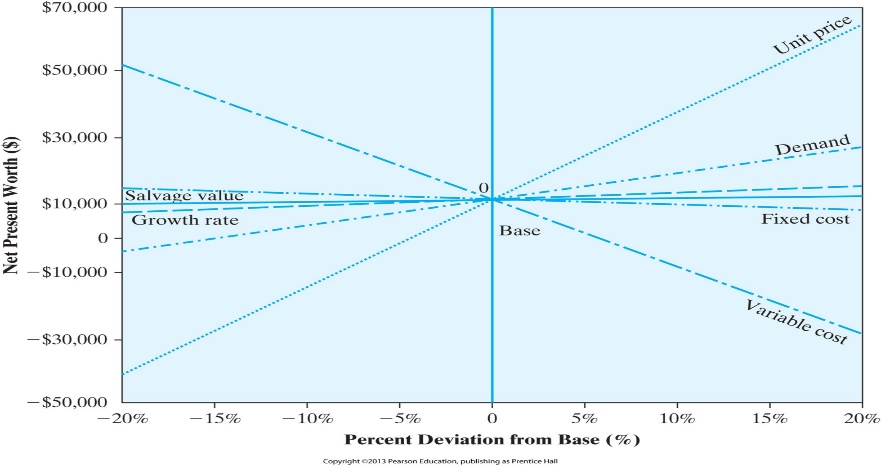 $70,000
Unit price
$50,000
$30,000
Demand
Salvage value
0
$10,000
Growth rate
Fixed cost
Base
0
−$10,000
Variable cost
−$30,000
−$50,000
Net Present Worth ($)
−20%
−15%
−10%
−5%
0
5%
10%
15%
20%
Percent Deviation from Base (%)
Copyright ©2013 Pearson Education, publishing as Prentice Hall